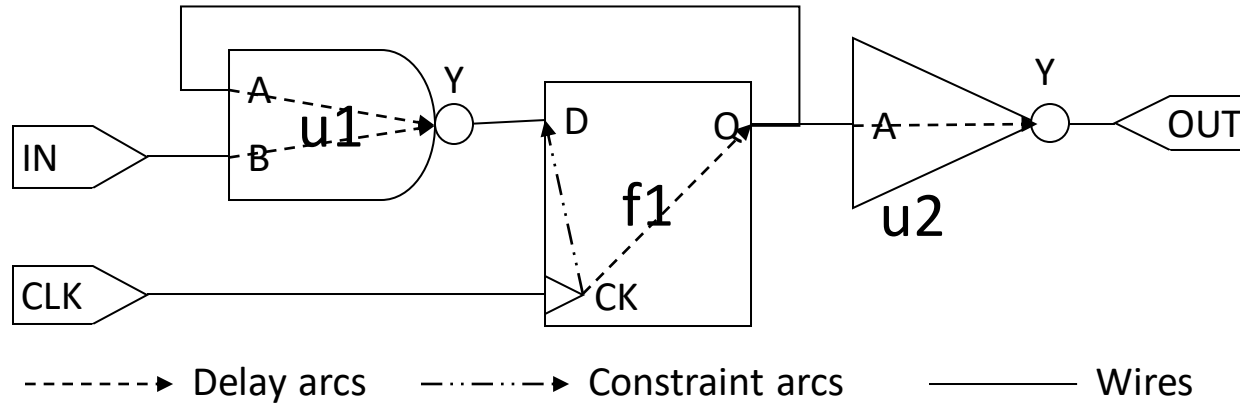 Y
Y
A
u1
D
Q
A
OUT
IN
B
f1
u2
CLK
CK
Delay arcs
Constraint arcs
Wires